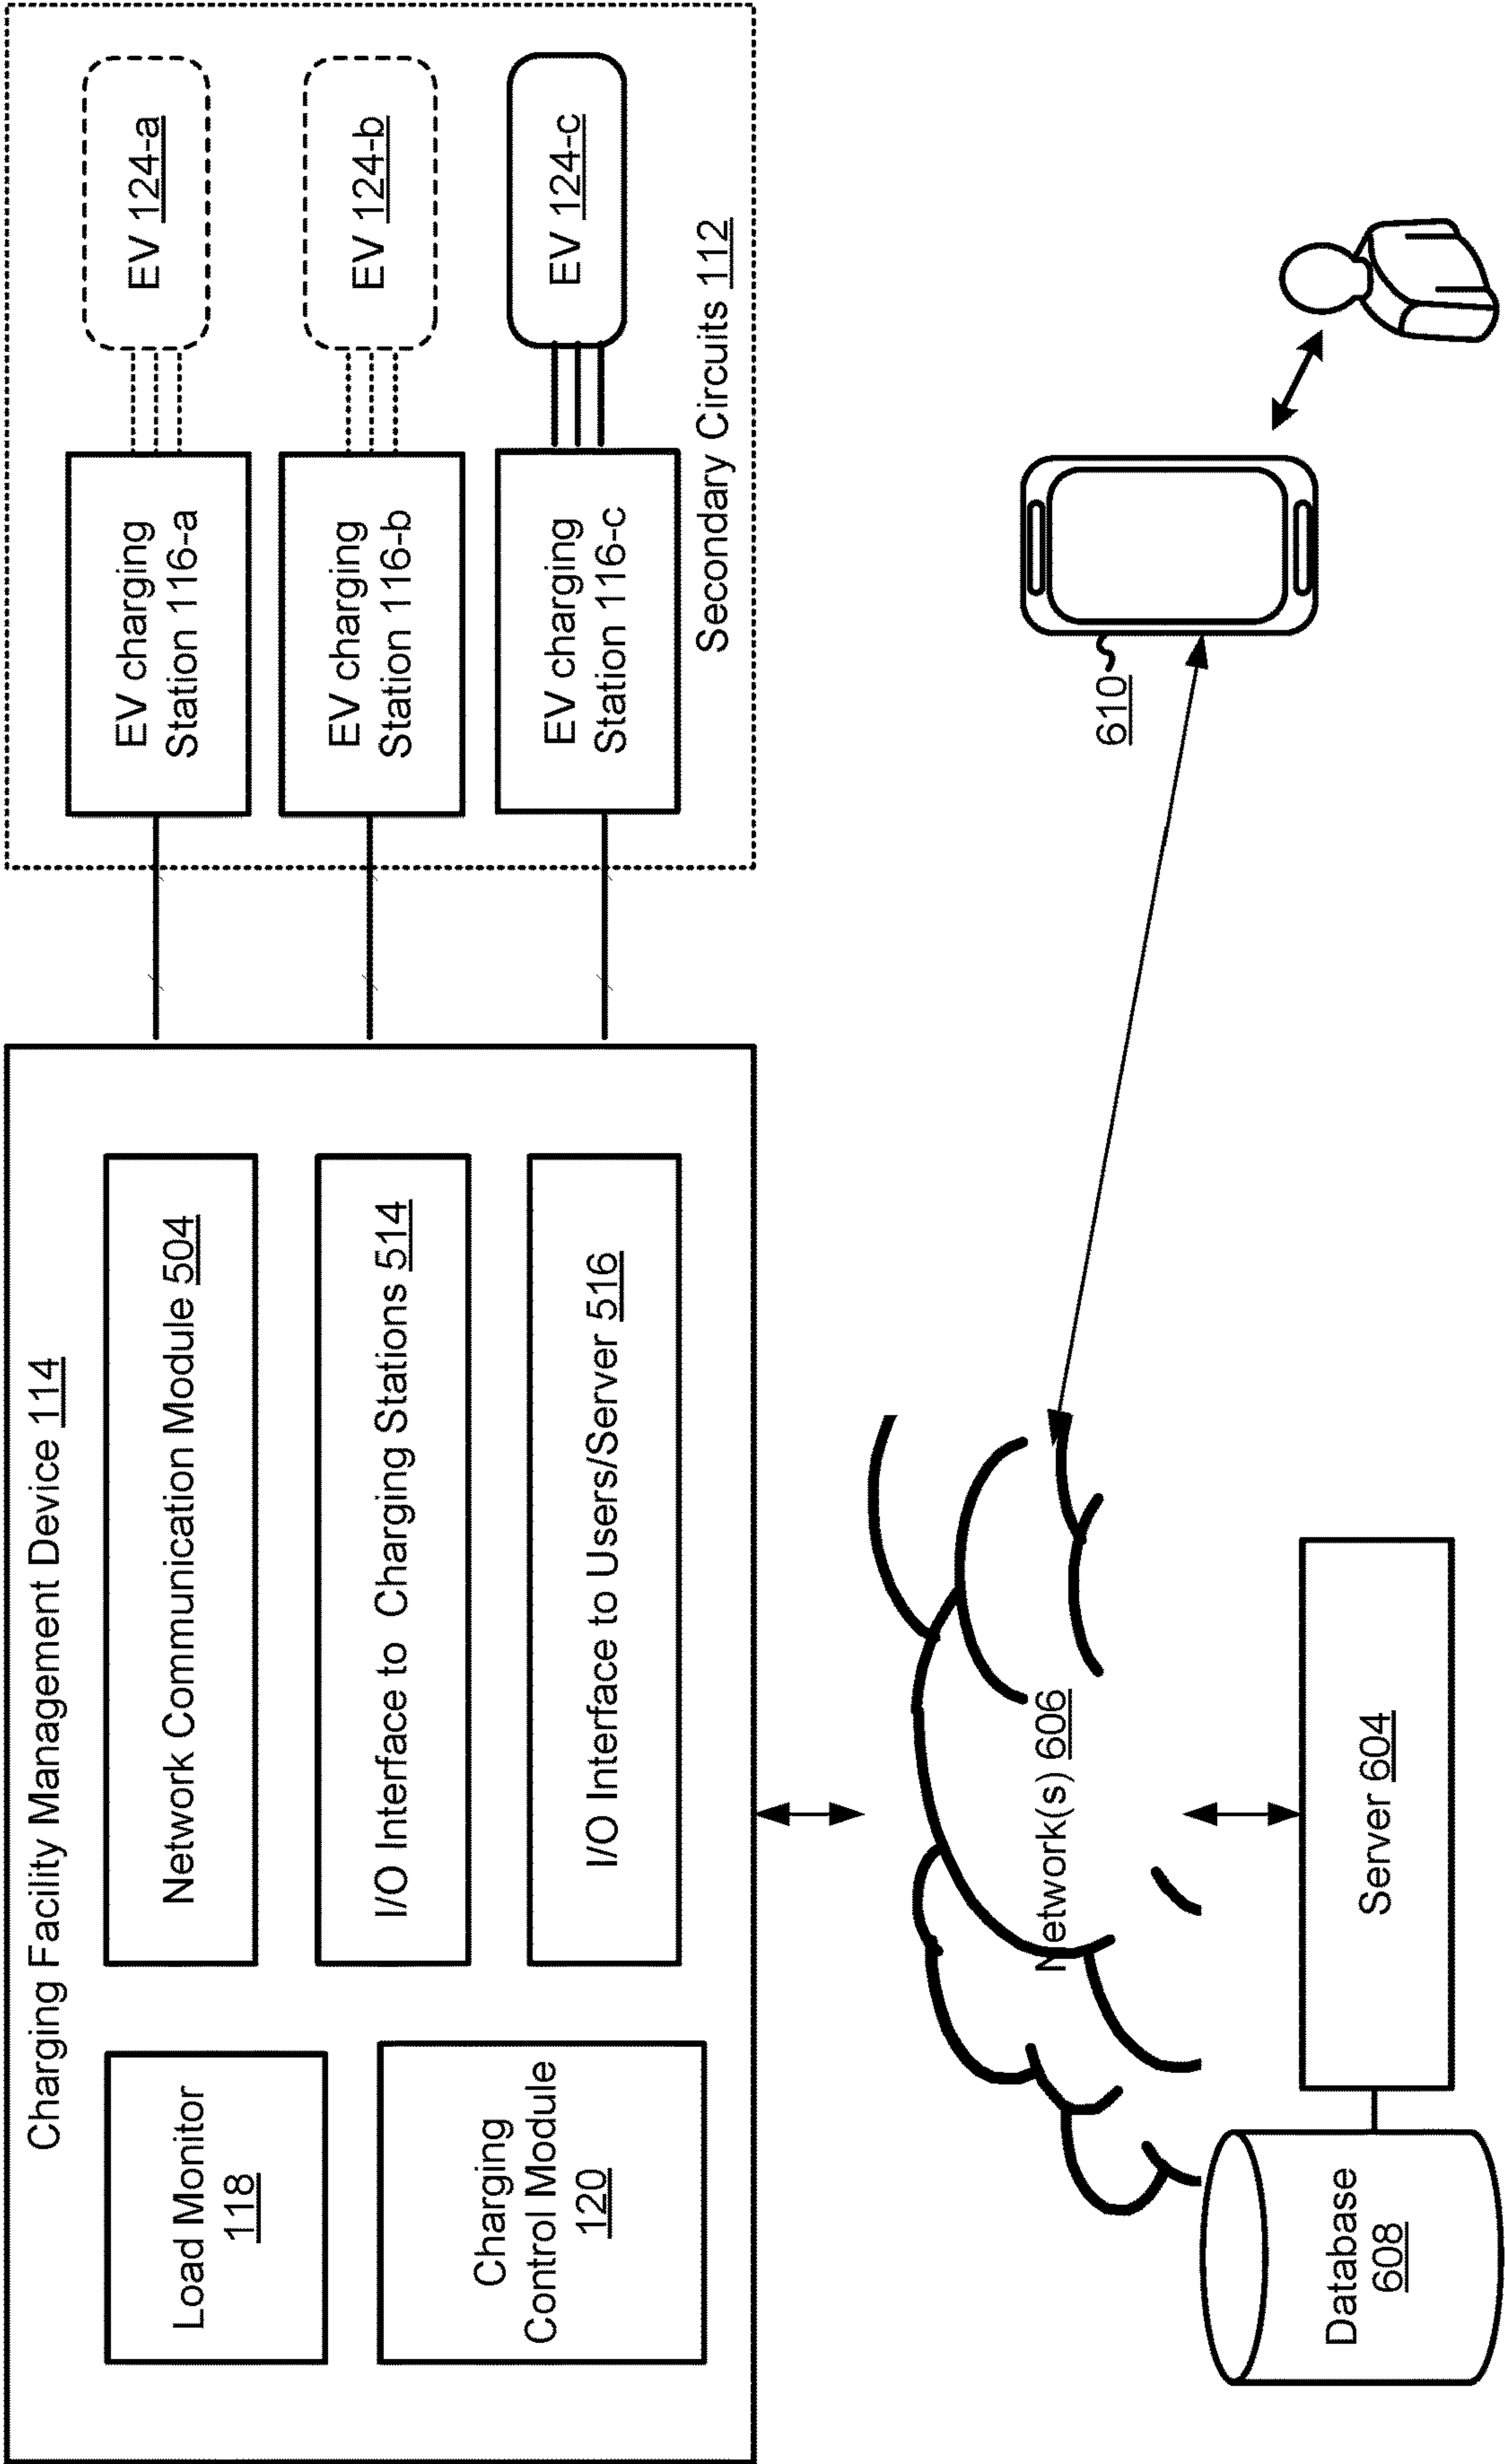 Charging Facility Management Device 114
Load Monitor
118
Charging
Control Module
120
Network Communication Module 504
I/O Interface to Charging Stations 514
I/O Interface to Users/Server 516
EV charging
Station 116-a
EV 124-a
EV charging
Station 116-b
EV 124-b
EV charging
Station 116-c
EV 124-c
Secondary Circuits 112
Network(s) 606
610
Server 604
Database
608